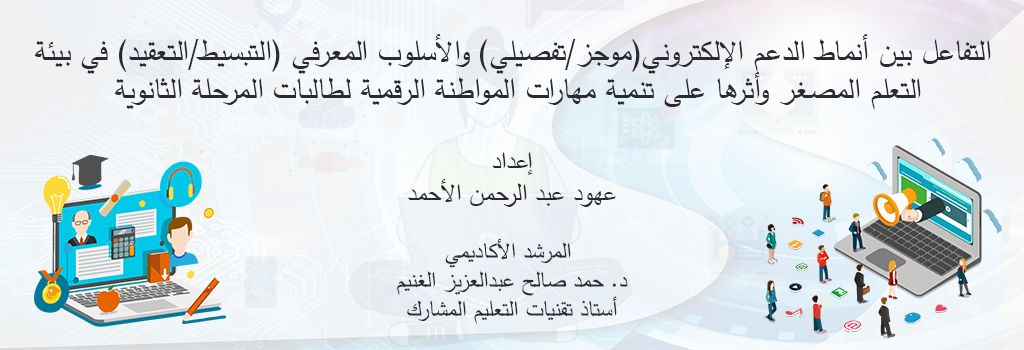 التفاعل بين أنماط الدعم الإلكتروني(موجز/تفصيلي) والأسلوب المعرفي (التبسيط/التعقيد) في بيئة
التعلم المصغر وأثرها على تنمية مهارات المواطنة الرقمية لطالبات المرحلة الثانوية
إعداد
عهود عبد الرحمن الأحمد
المرشد الأكاديمي
د. حمد صالح عبدالعزيز الغنيم
أستاذ تقنيات التعليم المشارك